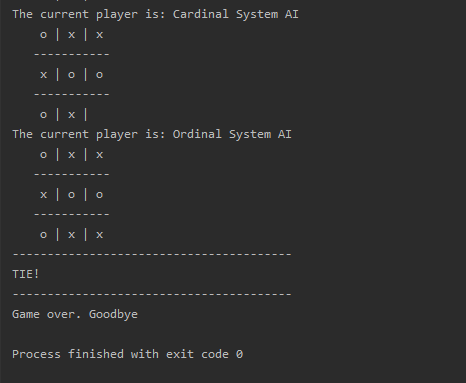 The current player is: Cardinal System AI
o | x | x
-----------
x | o | o
-----------
o | x |
The current player is: Ordinal System AI
o | x | x
-----------
x | o | o
-----------
o | x | x
----------------------------------------
TIE!
----------------------------------------
Game over. Goodbye
Process finished with exit code 0